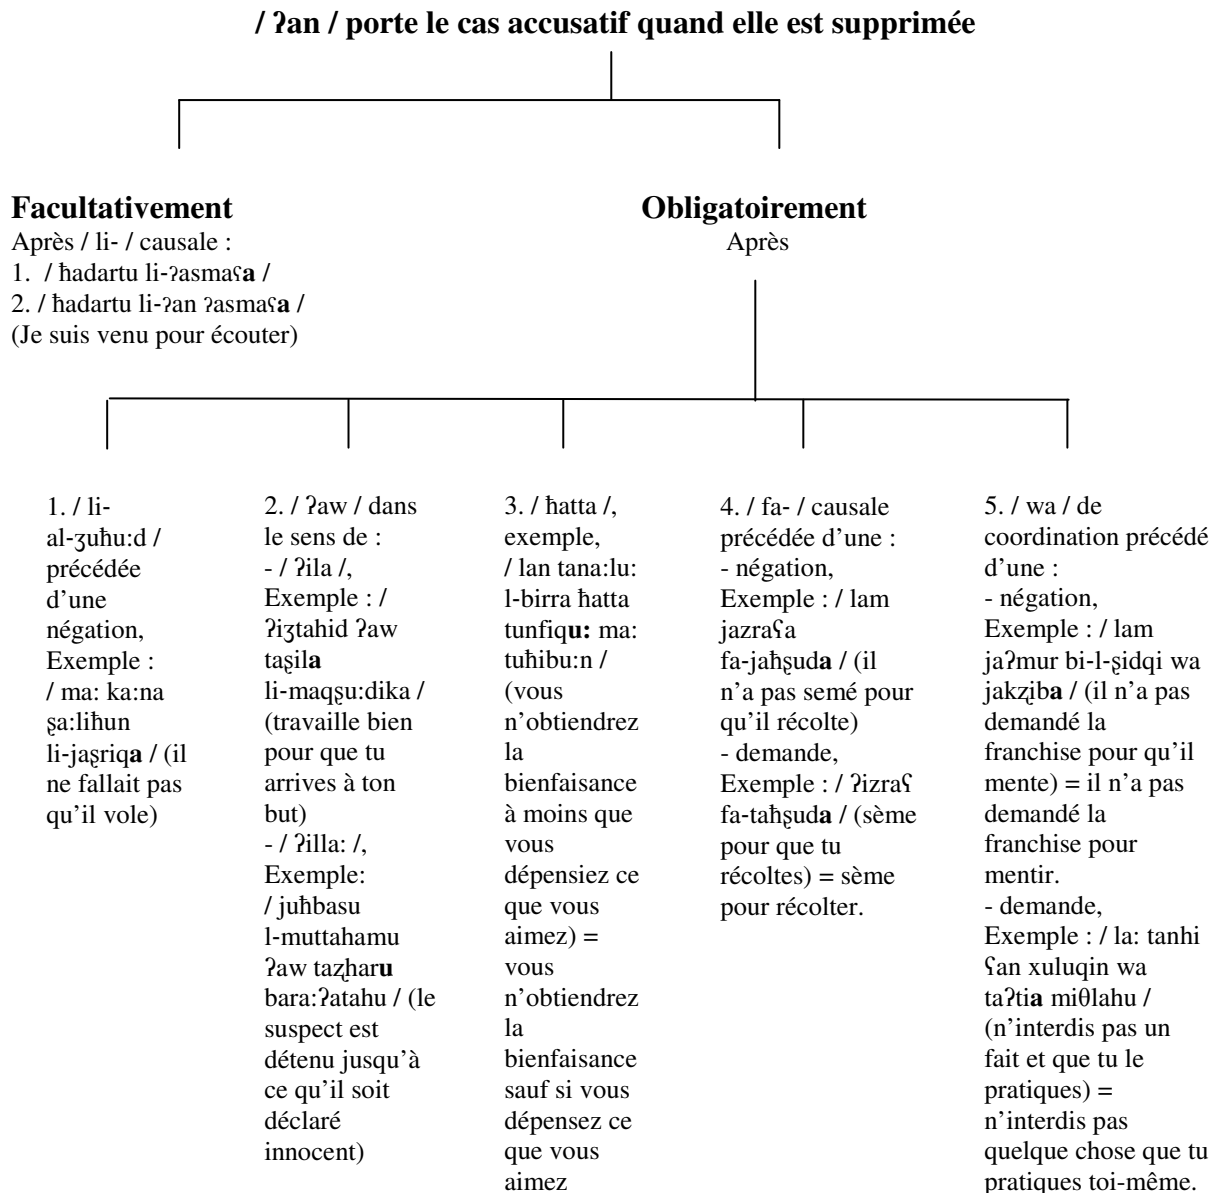 / ʔan / porte le cas accusatif quand elle est supprimée
Facultativement
Après / li- / causale :
1. / ħadartu li-ʔasmaʕa /
2. / ħadartu li-ʔan ʔasmaʕa /
(Je suis venu pour écouter)
Obligatoirement
Après
1. / li-
al-ʒuħu:d /
précédée
d’une
négation,
Exemple :
/ ma: ka:na
ʂa:liħun
li-jaʂriqa / (il
ne fallait pas
qu’il vole)
2. / ʔaw / dans
le sens de :
- / ʔila /,
Exemple : /
ʔiʒtahid ʔaw
taʂila
li-maqʂu:dika /
(travaille bien
pour que tu
arrives à ton
but)
- / ʔilla: /,
Exemple:
/ juħbasu
l-muttahamu
ʔaw taʐharu
bara:ʔatahu / (le
suspect est
détenu jusqu’à
ce qu’il soit
déclaré
innocent)
3. / ħatta /,
exemple,
/ lan tana:lu:
l-birra ħatta
tunfiqu: ma:
tuħibu:n /
(vous
n’obtiendrez
la
bienfaisance
à moins que
vous
dépensiez ce
que vous
aimez) =
vous
n’obtiendrez
la
bienfaisance
sauf si vous
dépensez ce
que vous
aimez
4. / fa- / causale
précédée d’une :
- négation,
Exemple : / lam
jazraʕa
fa-jaħʂuda / (il
n’a pas semé pour
qu’il récolte)
- demande,
Exemple : / ʔizraʕ
fa-taħʂuda / (sème
pour que tu
récoltes) = sème
pour récolter.
5. / wa / de
coordination précédé
d’une :
- négation,
Exemple : / lam
jaʔmur bi-l-ʂidqi wa
jakʐiba / (il n’a pas
demandé la
franchise pour qu’il
mente) = il n’a pas
demandé la
franchise pour
mentir.
- demande,
Exemple : / la: tanhi
ʕan xuluqin wa
taʔtia miθlahu /
(n’interdis pas un
fait et que tu le
pratiques) =
n’interdis pas
quelque chose que tu
pratiques toi-même.